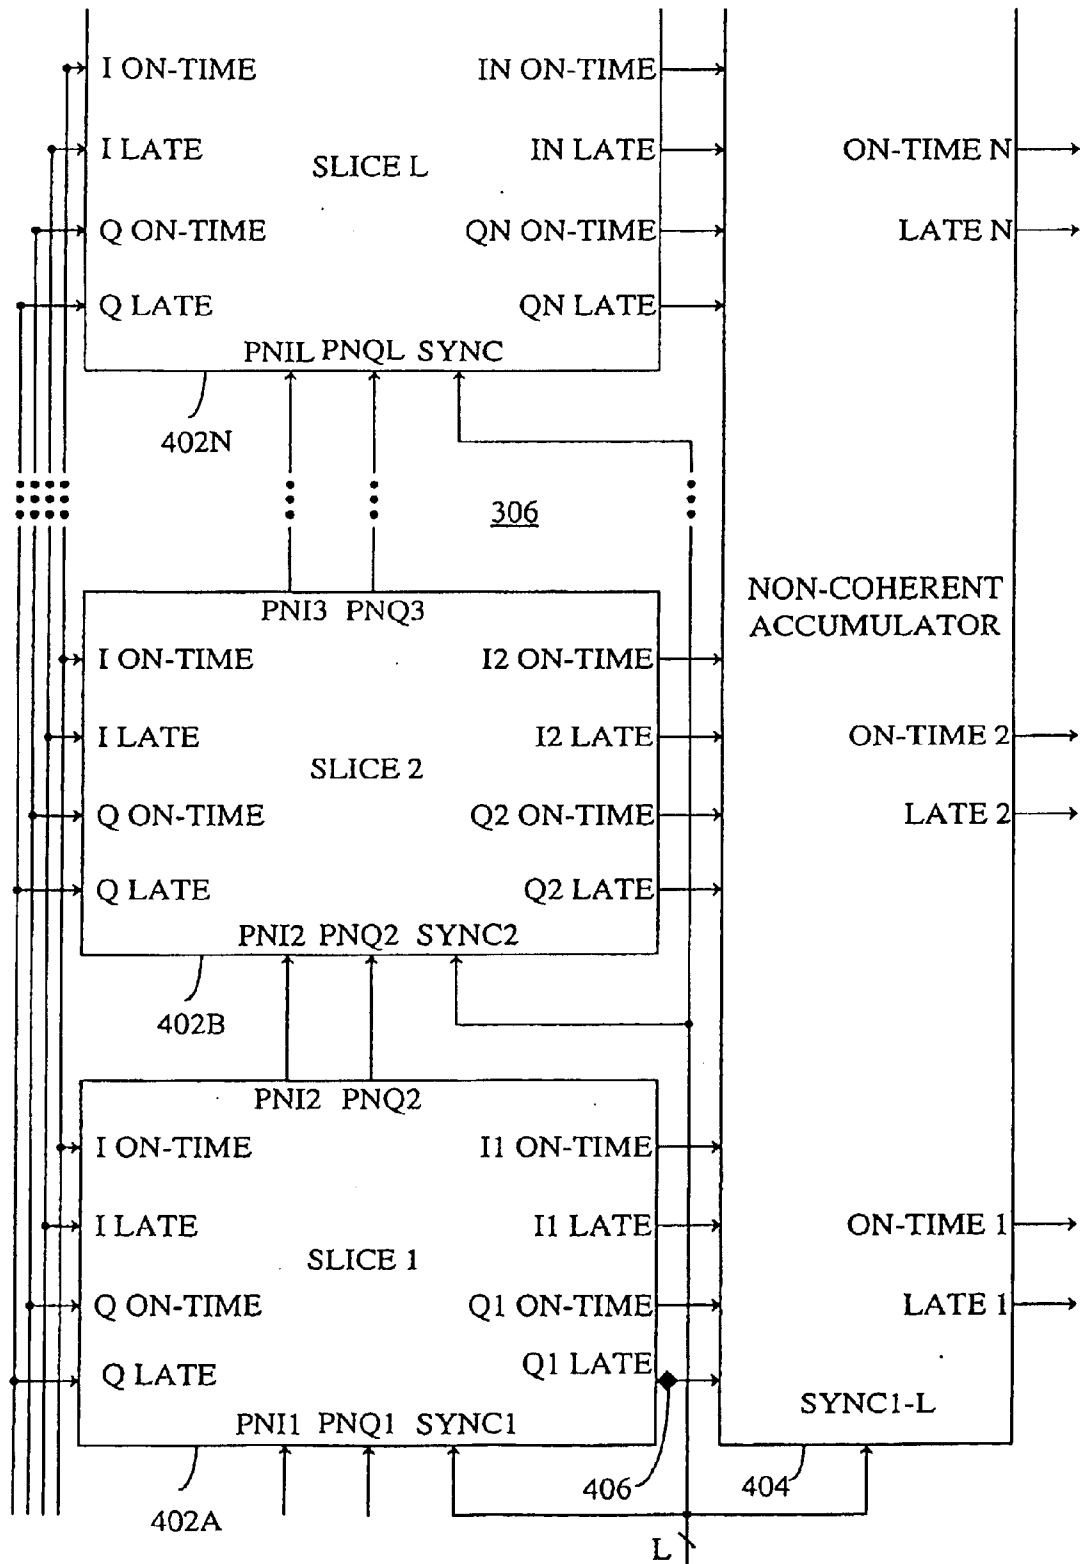 I ON-TIME IN ON-TIME
I LATE IN LATE ON-TIME N
SLICE L
Q ON-TIME QN ON-TIME LATE N
Q LATE QN LATE
PNIL PNQL SYNC
402N
306
NON-COHERENT
ACCUMULATOR
PNI3 PNQ3
I ON-TIME I2 ON-TIME
I LATE I2 LATE ON-TIME 2
SLICE 2
Q ON-TIME Q2 ON-TIME LATE 2
Q LATE Q2 LATE
PNI2 PNQ2 SYNC2
402B
PNI2 PNQ2
I ON-TIME I1 ON-TIME
I LATE I1 LATE ON-TIME 1
SLICE 1
Q ON-TIME Q1 ON-TIME LATE 1
Q LATE Q1 LATE
SYNC1-L
PNI1 PNQ1 SYNC1
406 404
402A
L